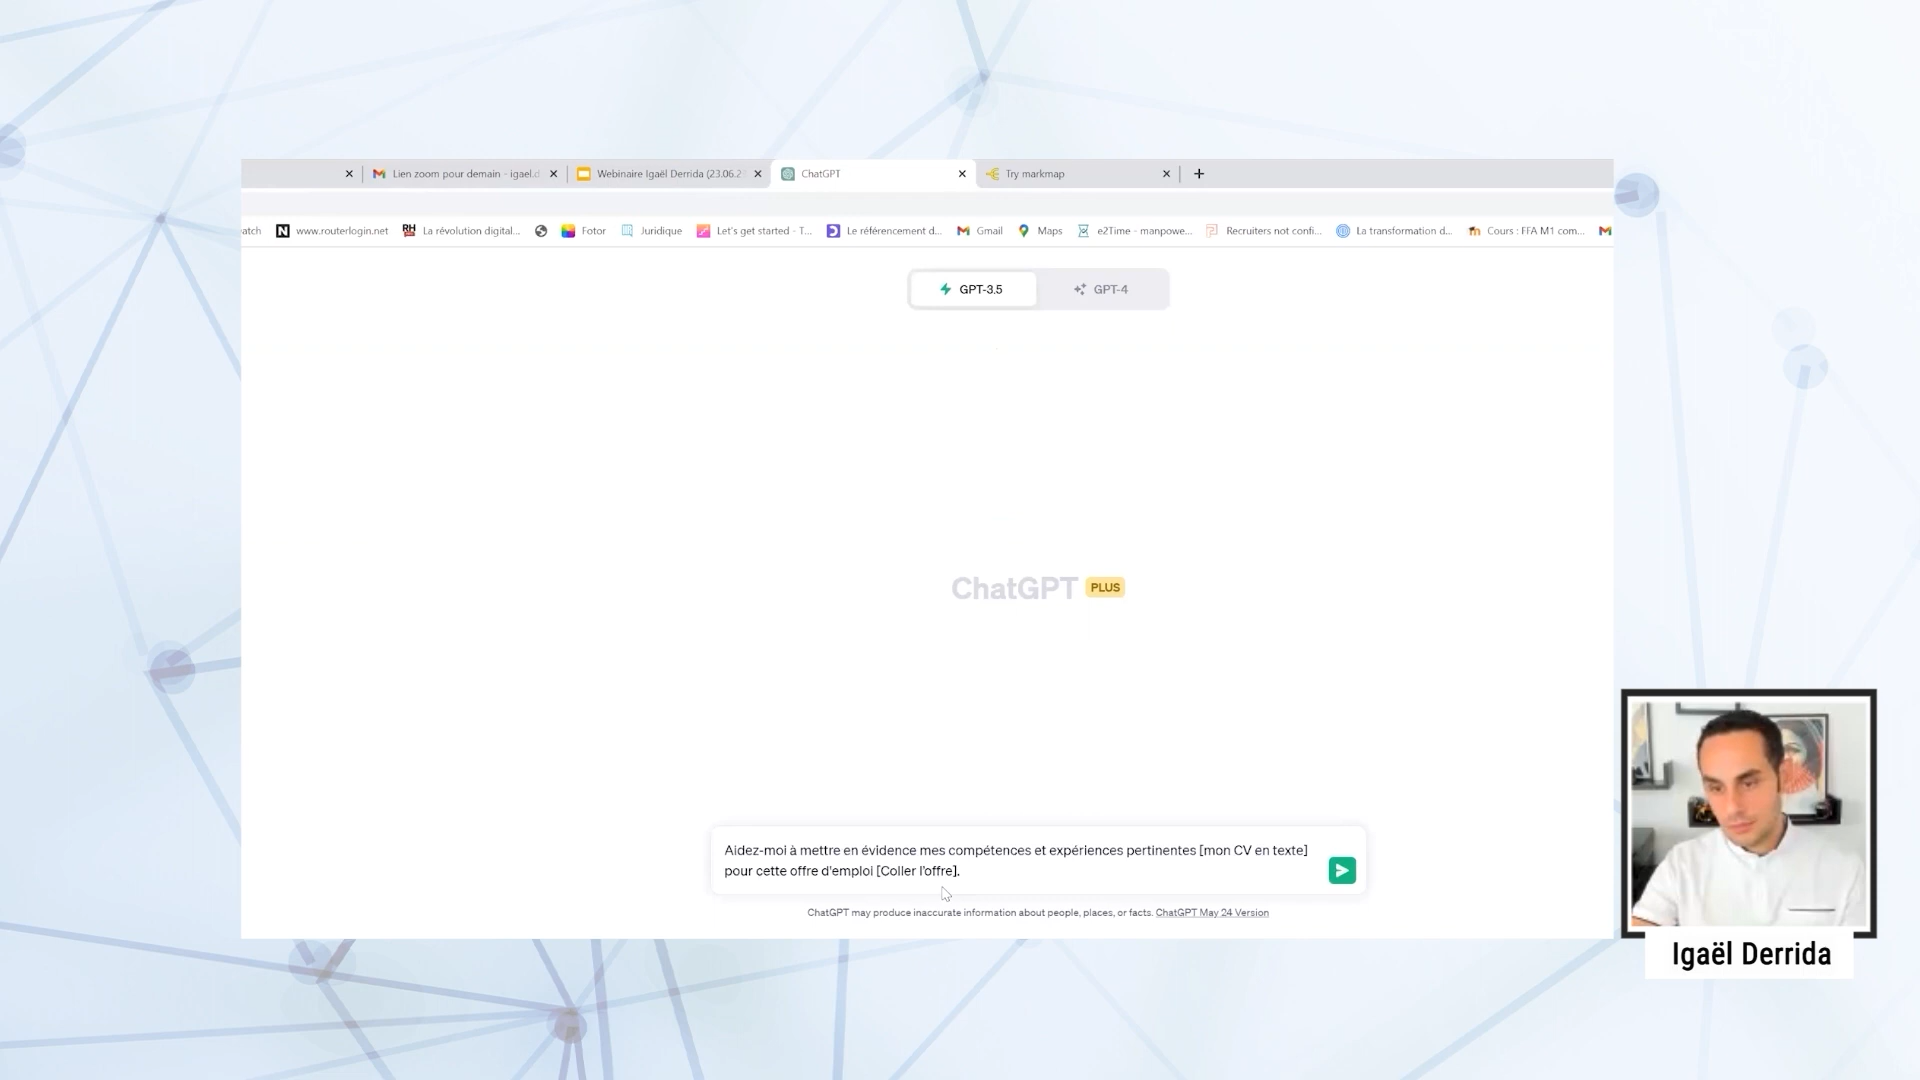 Lien zoom pour demain - igael.d
Webinaire Igaël Derrida (23.06.2
ChatGPT
Try markmap
atch
www.routerlogin.net
La révolution digital...
Fotor
Juridique
Let's get started - T...
Le référencement d...
Gmail
Maps
e2Time - manpowe...
Recruiters not confi...
La transformation d...
Cours : FFA M1 com...
GPT-3.5
GPT-4
ChatGPT PLUS
Aidez-moi à mettre en évidence mes compétences et expériences pertinentes [mon CV en texte]
pour cette offre d'emploi [Coller l'offre].
ChatGPT may produce inaccurate information about people, places, or facts. ChatGPT May 24 Version
Igaël Derrida